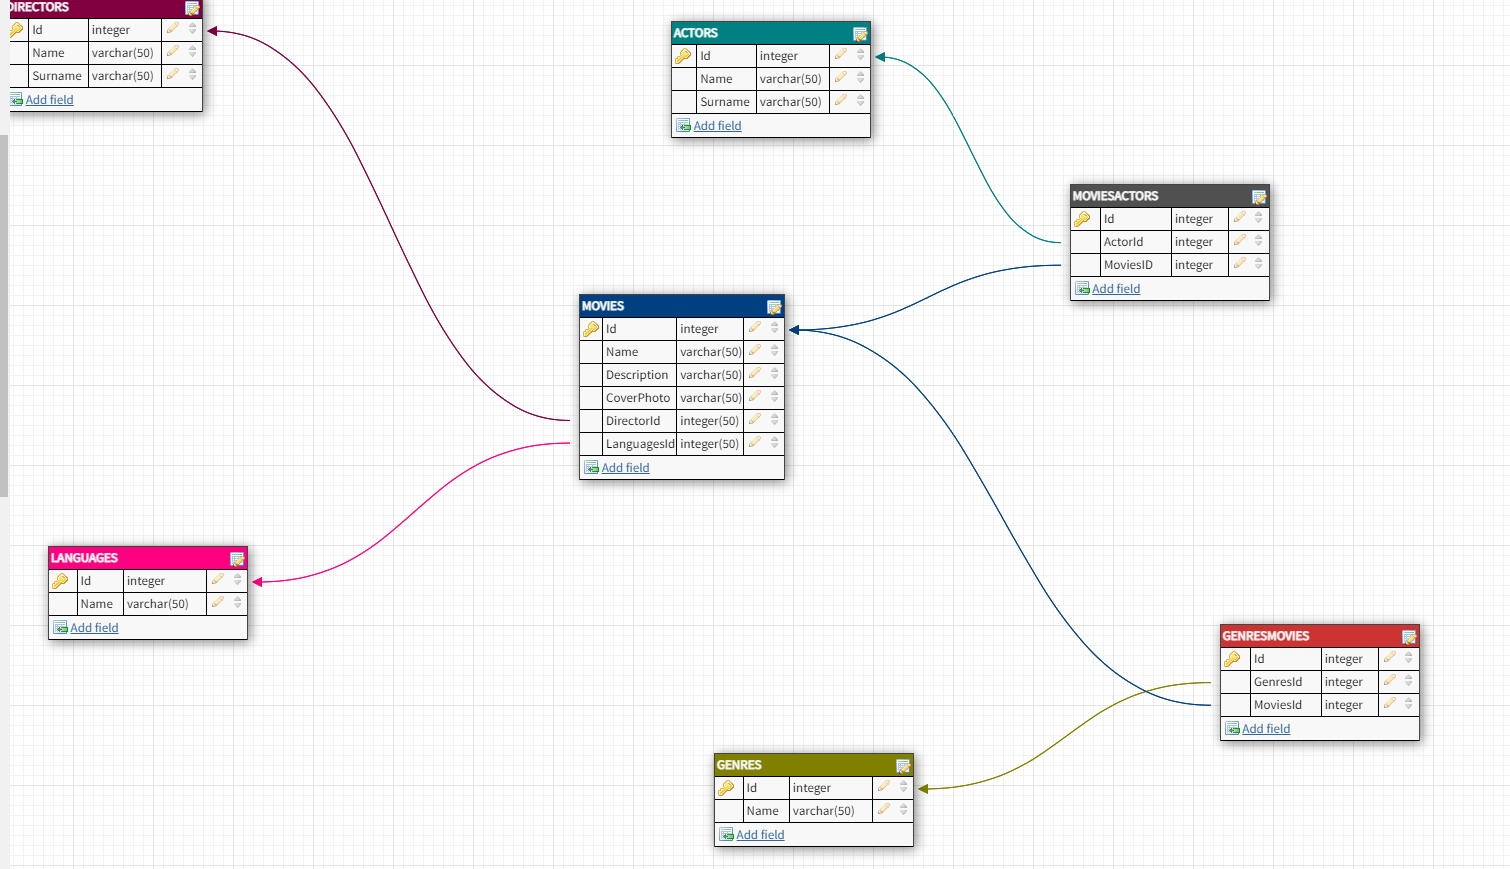 DIRECTORS
Id integer
Name varchar(50)
Surname varchar(50)
Add field
ACTORS
Id integer
Name varchar(50)
Surname varchar(50)
Add field
MOVIESACTORS
Id integer
ActorId integer
MoviesID integer
Add field
MOVIES
Id integer
Name varchar(50)
Description varchar(50)
CoverPhoto varchar(50)
DirectorId integer(50)
LanguagesId integer(50)
Add field
LANGUAGES
Id integer
Name varchar(50)
Add field
GENRESMOVIES
Id integer
GenresId integer
MoviesId integer
Add field
GENRES
Id integer
Name varchar(50)
Add field